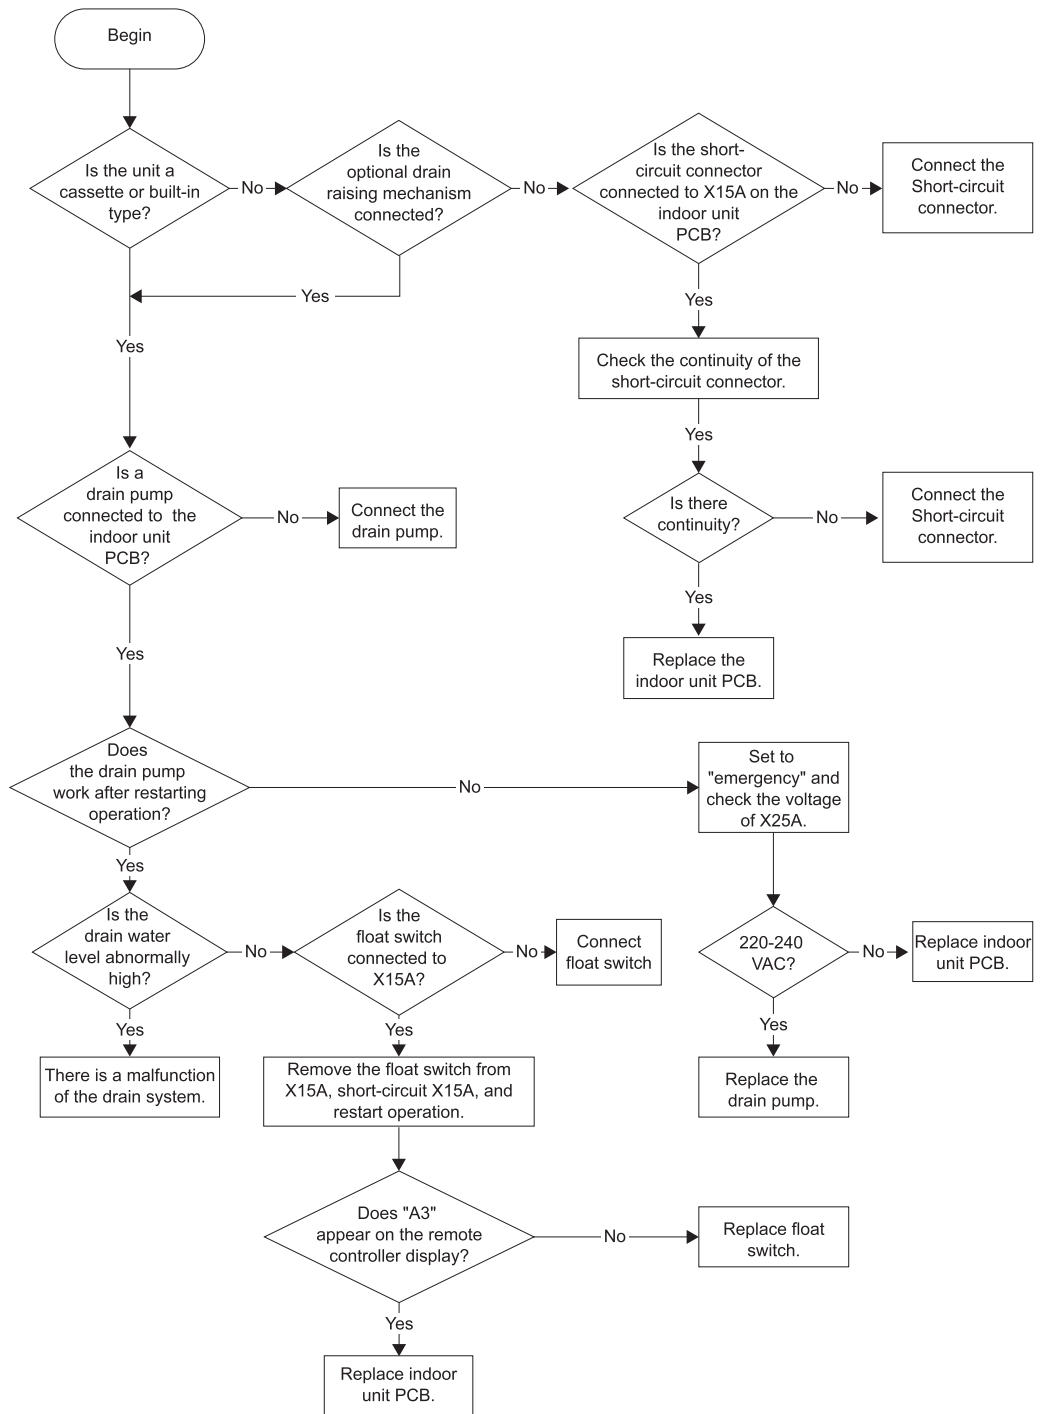 Begin
Is the unit a
cassette or built-in
type?
No
Is the
optional drain
raising mechanism
connected?
No
Is the short-
circuit connector
connected to X15A on the
indoor unit
PCB?
No
Connect the
Short-circuit
connector.
Yes
Yes
Yes
Check the continuity of the
short-circuit connector.
Yes
Is a
drain pump
connected to the
indoor unit
PCB?
No
Connect the
drain pump.
Is there
continuity?
No
Connect the
Short-circuit
connector.
Yes
Yes
Replace the
indoor unit PCB.
Does
the drain pump
work after restarting
operation?
No
Set to
"emergency" and
check the voltage
of X25A.
Yes
Is the
drain water
level abnormally
high?
No
Is the
float switch
connected to
X15A?
No
Connect
float switch
220-240
VAC?
No
Replace indoor
unit PCB.
Yes
Yes
Yes
There is a malfunction
of the drain system.
Remove the float switch from
X15A, short-circuit X15A, and
restart operation.
Replace the
drain pump.
Does "A3"
appear on the remote
controller display?
No
Replace float
switch.
Yes
Replace indoor
unit PCB.